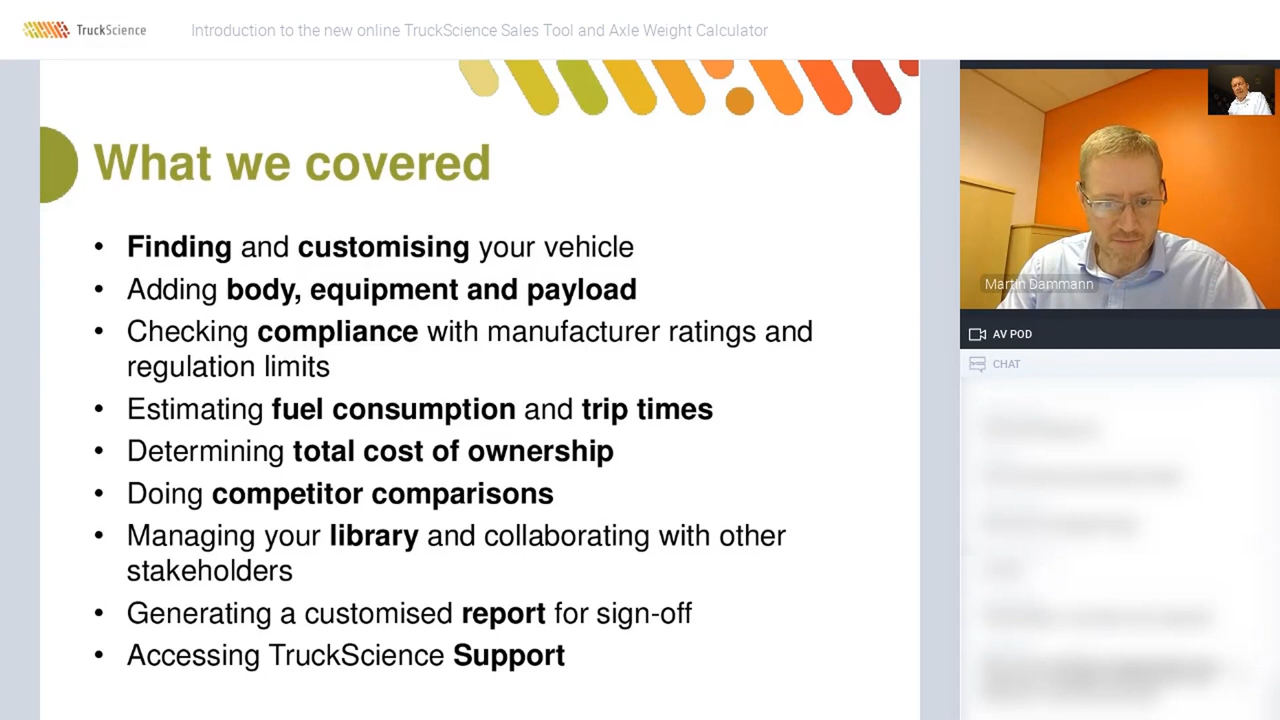 TruckScience
Introduction to the new online TruckScience Sales Tool and Axle Weight Calculator
What we covered
• Finding and customising your vehicle
• Adding body, equipment and payload
• Checking compliance with manufacturer ratings and
regulation limits
• Estimating fuel consumption and trip times
• Determining total cost of ownership
• Doing competitor comparisons
• Managing your library and collaborating with other
stakeholders
• Generating a customised report for sign-off
• Accessing TruckScience Support
Martin Dammann
AV POD
CHAT